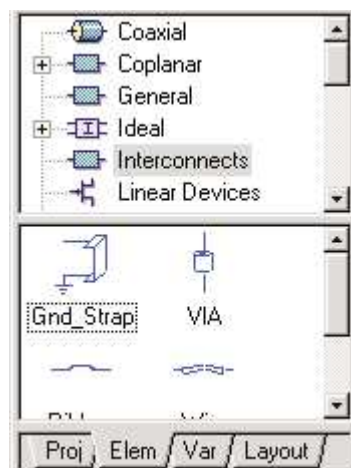 Coaxial
Coplanar
General
Ideal
Interconnects
Linear Devices
Gnd_Strap VIA
Proj Elem Var Layout